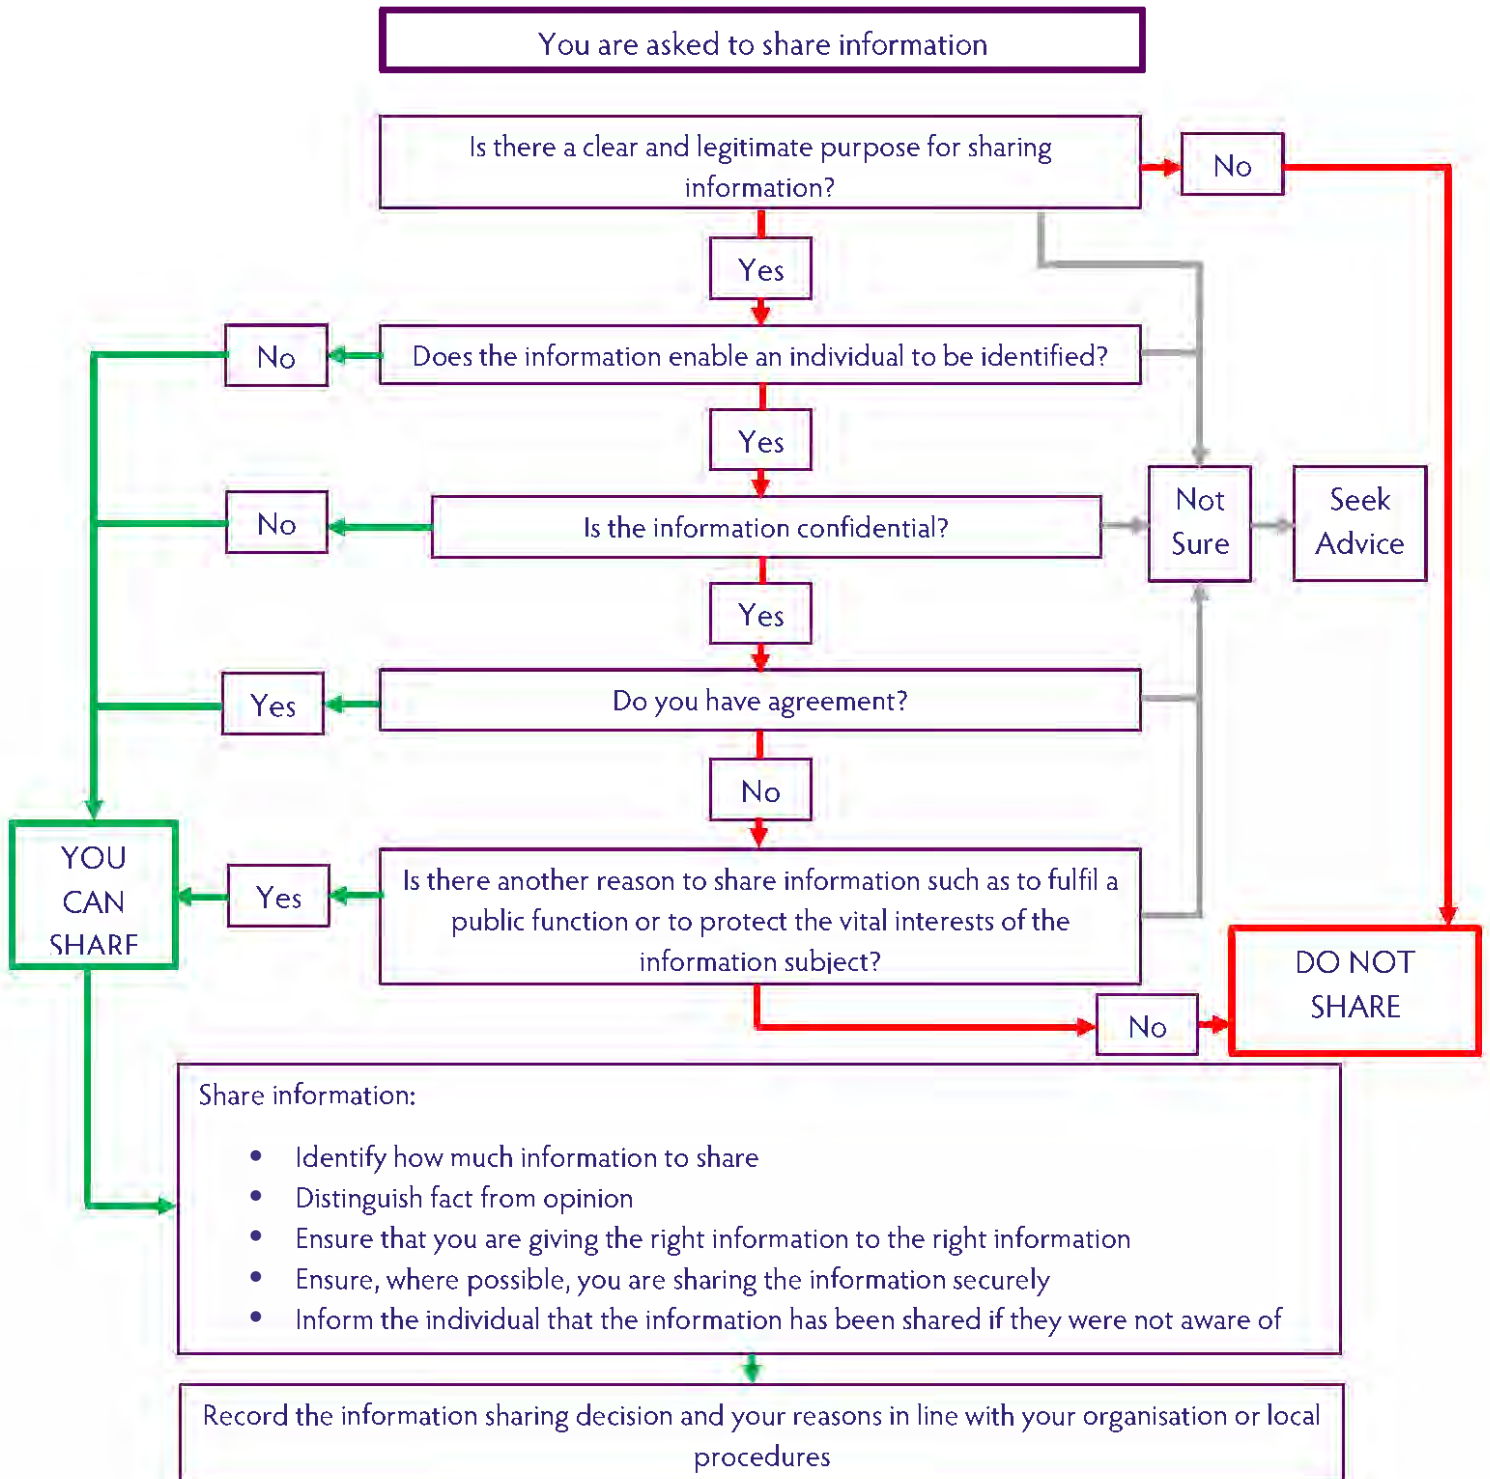 You are asked to share information
Is there a clear and legitimate purpose for sharing
information?
No
Yes
No
Does the information enable an individual to be identified?
Yes
No
Is the information confidential?
Not
Sure
Seek
Advice
Yes
Yes
Do you have agreement?
No
YOU
CAN
SHARF
Yes
Is there another reason to share information such as to fulfil a
public function or to protect the vital interests of the
information subject?
No
DO NOT
SHARE
Share information:
• Identify how much information to share
• Distinguish fact from opinion
• Ensure that you are giving the right information to the right information
• Ensure, where possible, you are sharing the information securely
• Inform the individual that the information has been shared if they were not aware of
Record the information sharing decision and your reasons in line with your organisation or local
procedures